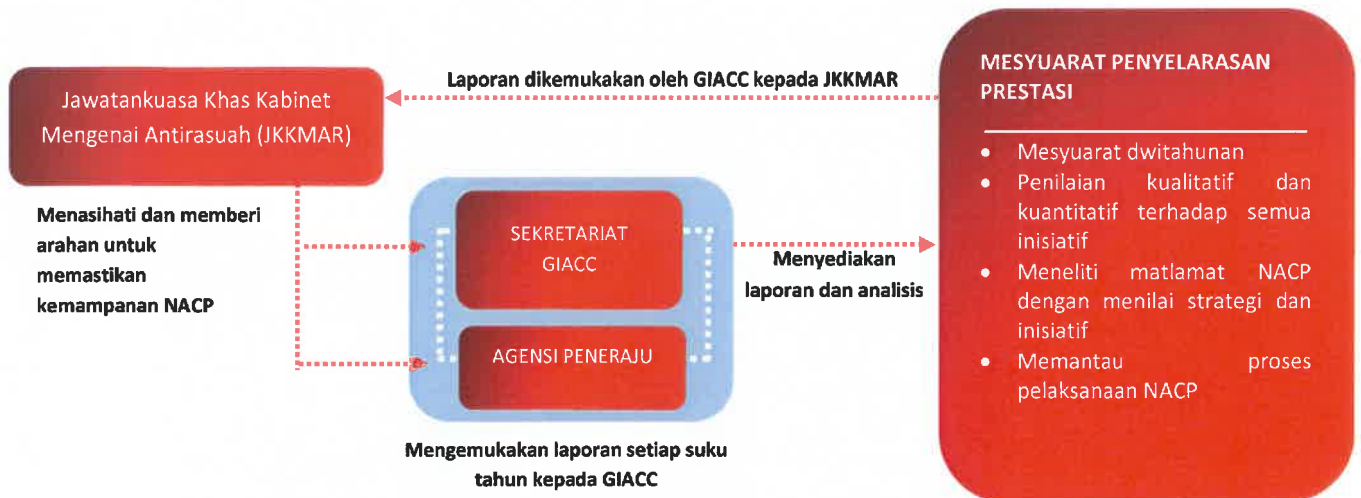 Laporan dikemukakan oleh GIACC kepada JKKMAR
Jawatankuasa Khas Kabinet
Mengenai Antirasuah (JKKMAR)
Menasihati dan memberi
arahan untuk
memastikan
kemampanan NACP
SEKRETARIAT
GIACC
AGENSI PENERAJU
Mengemukakan laporan setiap suku
tahun kepada GIACC
Menyediakan
laporan dan analisis
MESYUARAT PENYELARASAN
PRESTASI
• Mesyuarat dwitahunan
• Penilaian kualitatif dan
kuantitatif terhadap semua
inisiatif
• Meneliti matlamat NACP
dengan menilai strategi dan
inisiatif
• Memantau proses
pelaksanaan NACP